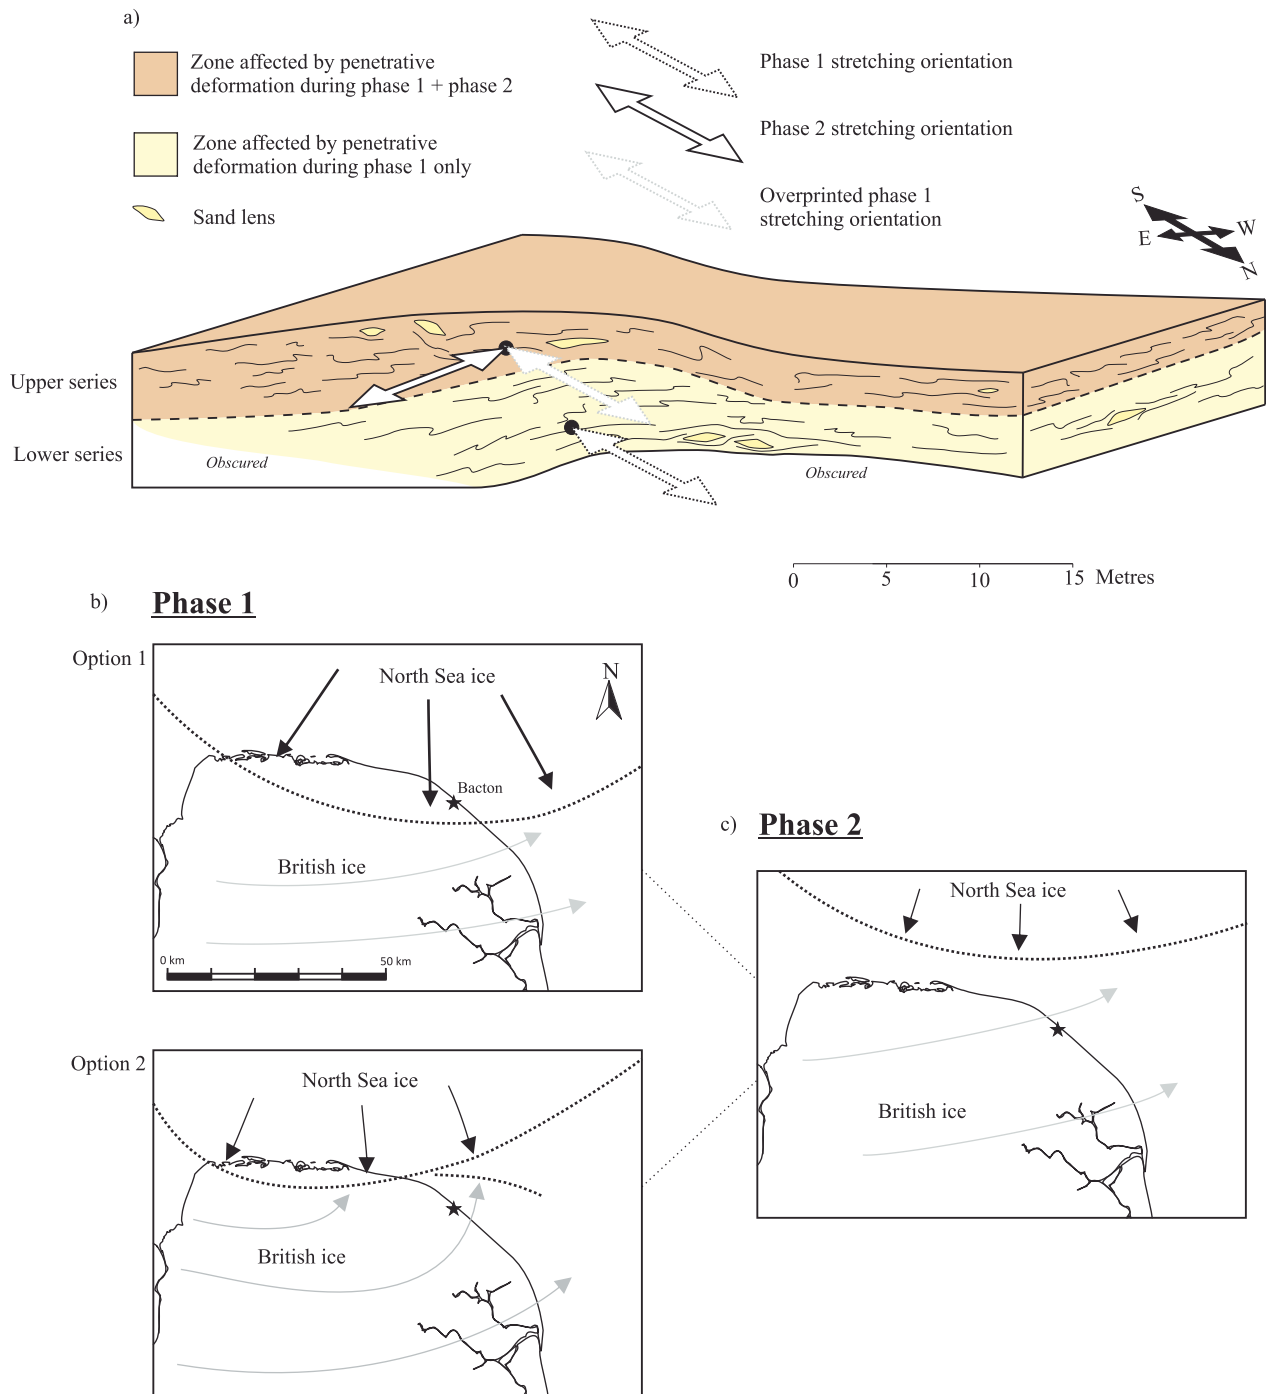 a)
Zone affected by penetrative
deformation during phase 1 + phase 2
Zone affected by penetrative
deformation during phase 1 only
Sand lens
Phase 1 stretching orientation
Phase 2 stretching orientation
Overprinted phase 1
stretching orientation
S
E
W
N
Upper series
Lower series
Obscured
Obscured
0 5 10 15 Metres
b) Phase 1
Option 1
North Sea ice
N
Bacton
British ice
0 km 50 km
c) Phase 2
North Sea ice
British ice
Option 2
North Sea ice
British ice